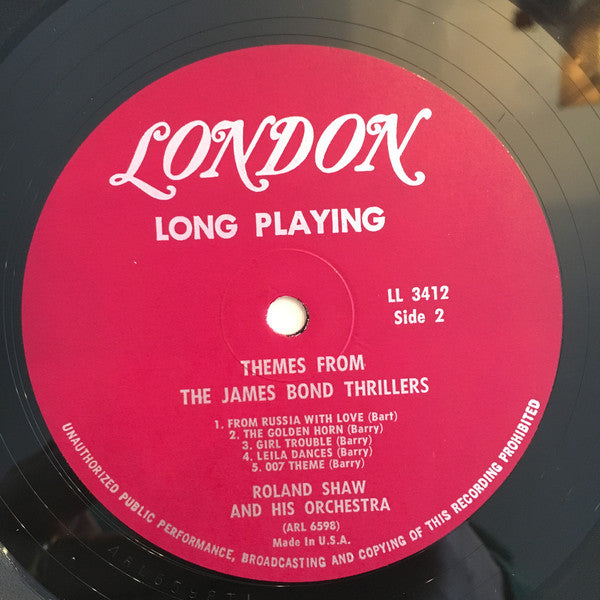 LONDON
LONG PLAYING
LL 3412
Side 2
THEMES FROM
THE JAMES BOND THRILLERS
1. FROM RUSSIA WITH LOVE (Bart)
2. THE GOLDEN HORN (Barry)
3. GIRL TROUBLE (Barry)
4. LEILA DANCES (Barry)
5. 007 THEME (Barry)
ROLAND SHAW
AND HIS ORCHESTRA
(ARL 6598)
Made In U.S.A.
UNAUTHORIZED PUBLIC PERFORMANCE, BROADCASTING AND COPYING OF THIS RECORDING PROHIBITED